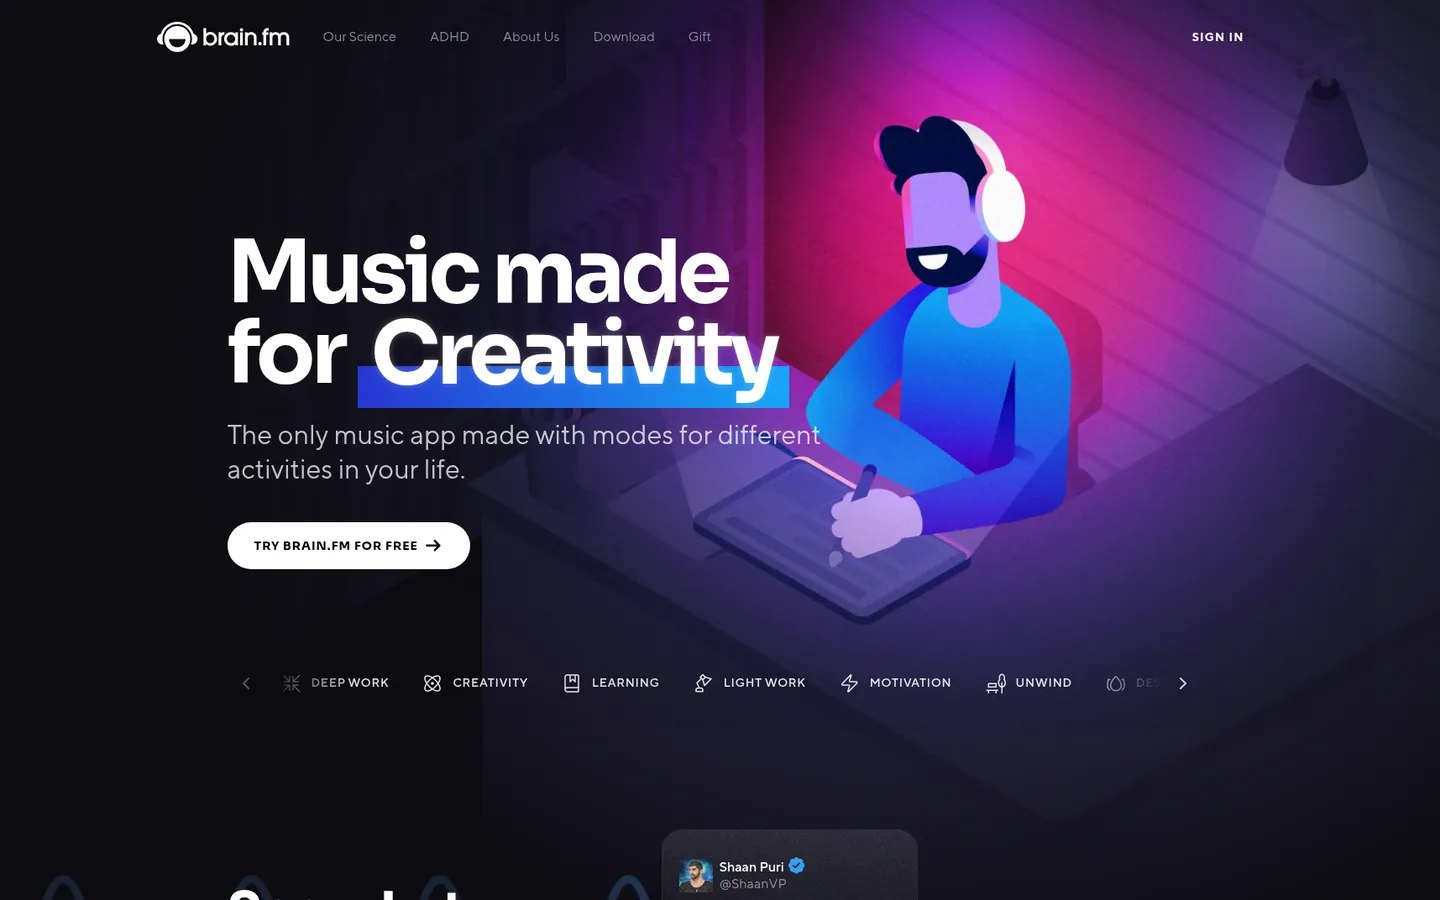 brain.fm
Our Science
ADHD
About Us
Download
Gift
SIGN IN
Music made
for Creativity
The only music app made with modes for different
activities in your life.
TRY BRAIN.FM FOR FREE
DEEP WORK
CREATIVITY
LEARNING
LIGHT WORK
MOTIVATION
UNWIND
Shaan Puri
@ShaanVP